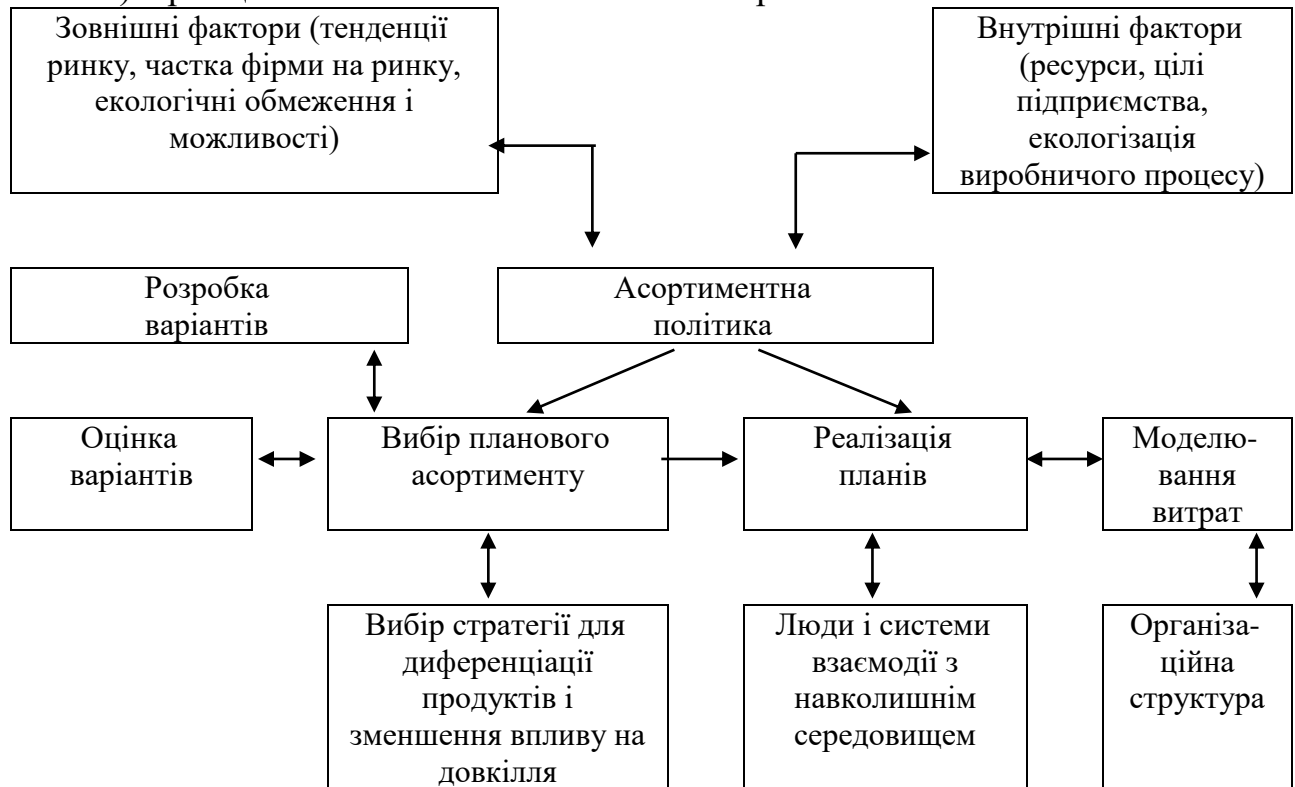 Зовнішні фактори (тенденції
ринку, частка фірми на ринку,
екологічні обмеження і
можливості)
Внутрішні фактори
(ресурси, цілі
підприємства,
екологізація
виробничого процесу)
Розробка
варіантів
Асортиментна
політика
Оцінка
варіантів
Вибір планового
асортименту
Реалізація
планів
Моделю-
вання
витрат
Вибір стратегії для
диференціації
продуктів і
зменшення впливу на
довкілля
Люди і системи
взаємодії з
навколишнім
середовищем
Організа-
ційна
структура